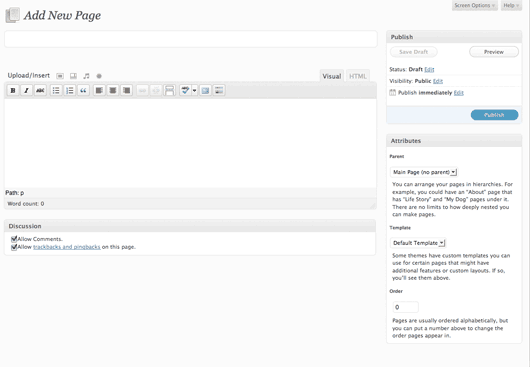 Screen Options
Help
Add New Page
Upload/Insert
Visual
HTML
B I ABC
Path: p
Word count: 0
Discussion
Allow Comments.
Allow trackbacks and pingbacks on this page.
Publish
Save Draft
Preview
Status: Draft Edit
Visibility: Public Edit
Publish immediately Edit
Publish
Attributes
Parent
Main Page (no parent)
You can arrange your pages in hierarchies. For
example, you could have an "About" page that
has "Life Story" and "My Dog" pages under it.
There are no limits to how deeply nested you
can make pages.
Template
Default Template
Some themes have custom templates you can
use for certain pages that might have
additional features or custom layouts. If so,
you'll see them above.
Order
0
Pages are usually ordered alphabetically, but
you can put a number above to change the
order pages appear in.